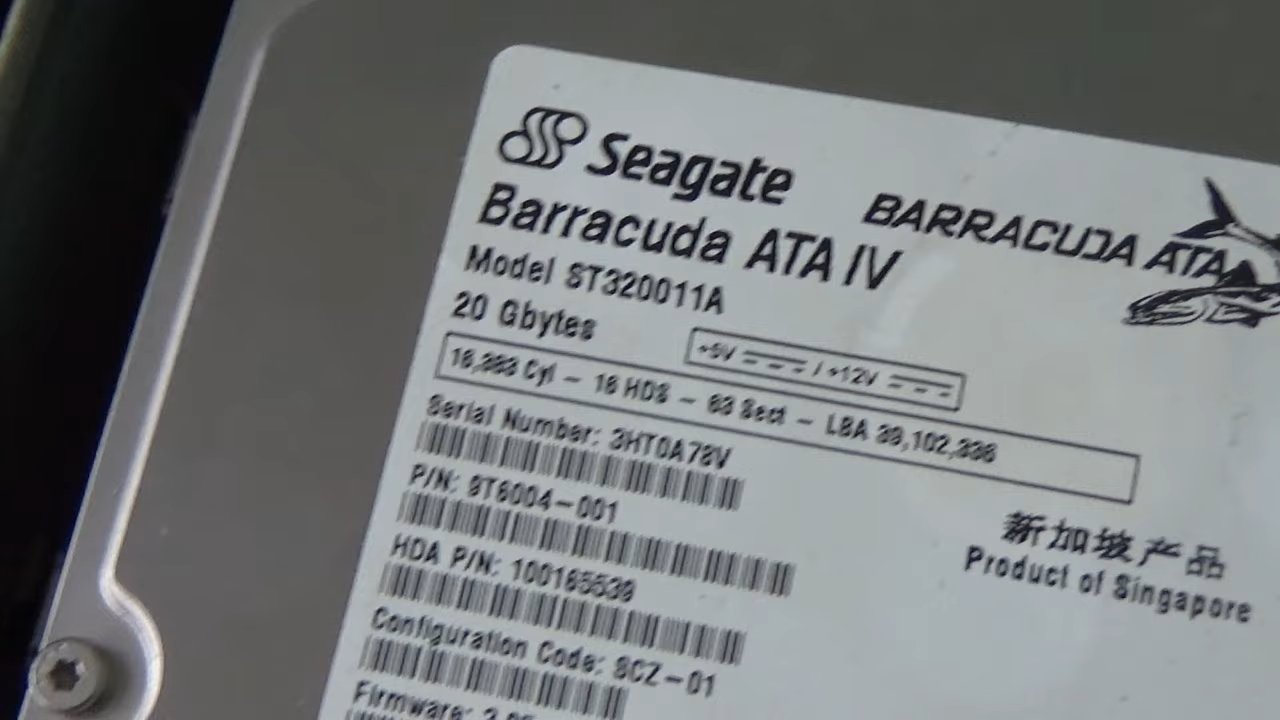 Seagate
BARRACUDA ATA
Barracuda ATA IV
Model ST320011A
20 Gbytes
+5V / +12V
16,383 Cyl - 16 HDS - 63 Sect - LBA 39,102,336
Serial Number: 3HT0A78V
P/N: 9T6004-001
HDA P/N: 100165539
新加坡产品
Product of Singapore
Configuration Code: SCZ-01
Firmware: